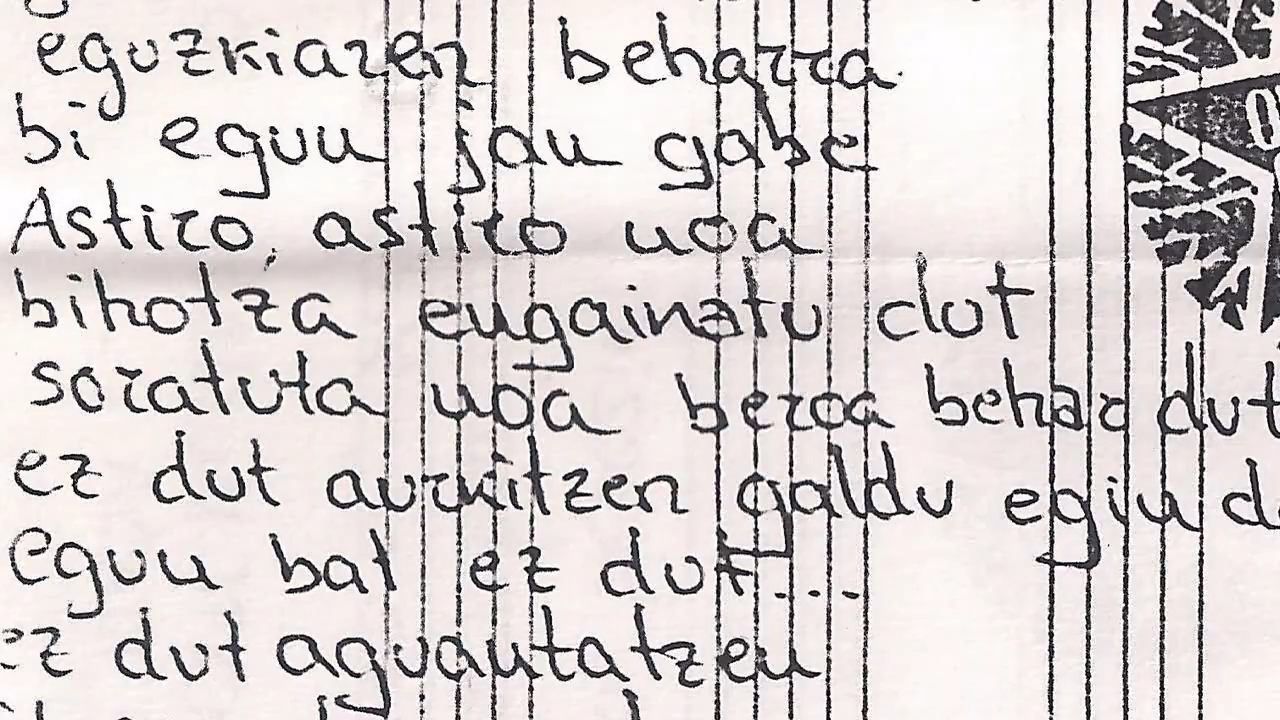 eguzkiaren beharra
bi egun jan gabe
Astiro, astiro noa
bihotza engainatu dut
soratuta noa beroa behar dut
ez dut aurkitzen galdu egin d
egun bat ez dut...
ez dut aguantatzen